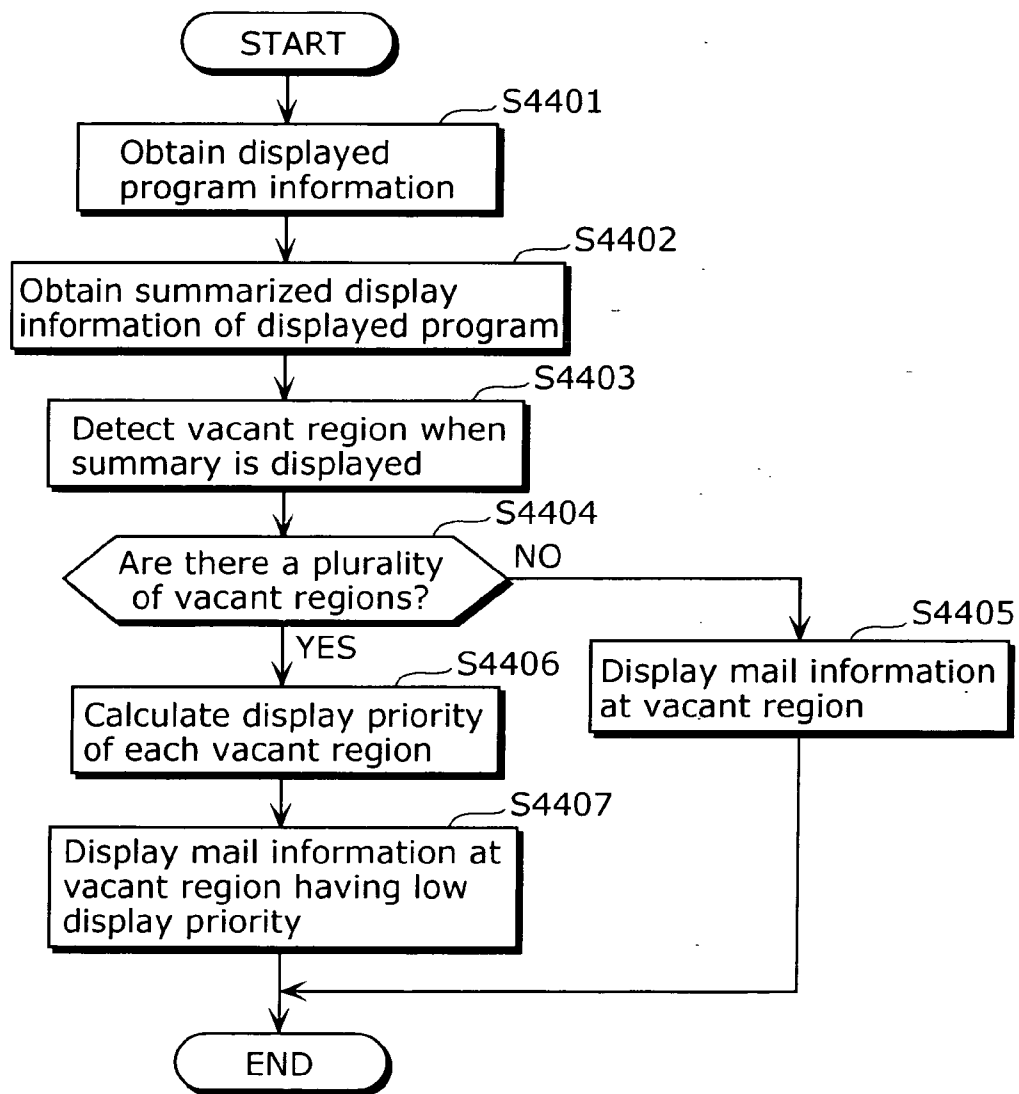 START
S4401
Obtain displayed
program information
S4402
Obtain summarized display
information of displayed program
S4403
Detect vacant region when
summary is displayed
S4404
Are there a plurality
of vacant regions?
NO
YES
S4405
Display mail information
at vacant region
S4406
Calculate display priority
of each vacant region
S4407
Display mail information at
vacant region having low
display priority
END